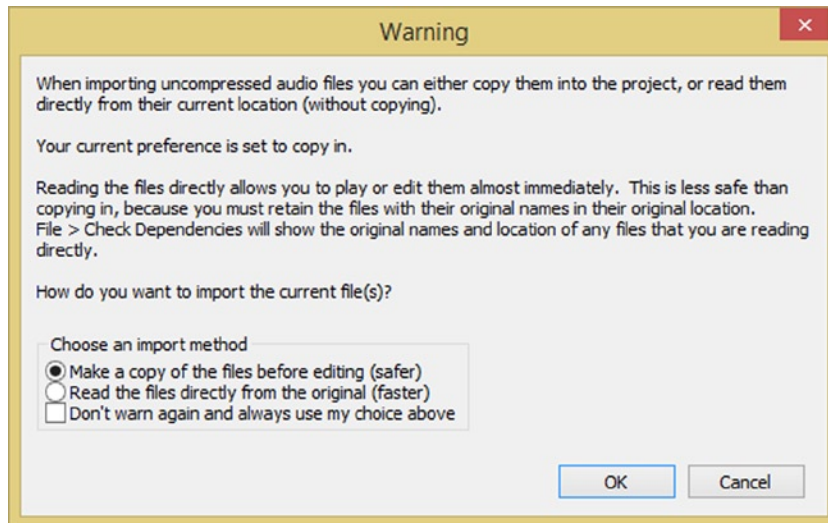 Warning
When importing uncompressed audio files you can either copy them into the project, or read them
directly from their current location (without copying).
Your current preference is set to copy in.
Reading the files directly allows you to play or edit them almost immediately.  This is less safe than
copying in, because you must retain the files with their original names in their original location.
File > Check Dependencies will show the original names and location of any files that you are reading
directly.
How do you want to import the current file(s)?
Choose an import method
Make a copy of the files before editing (safer)
Read the files directly from the original (faster)
Don't warn again and always use my choice above
OK Cancel